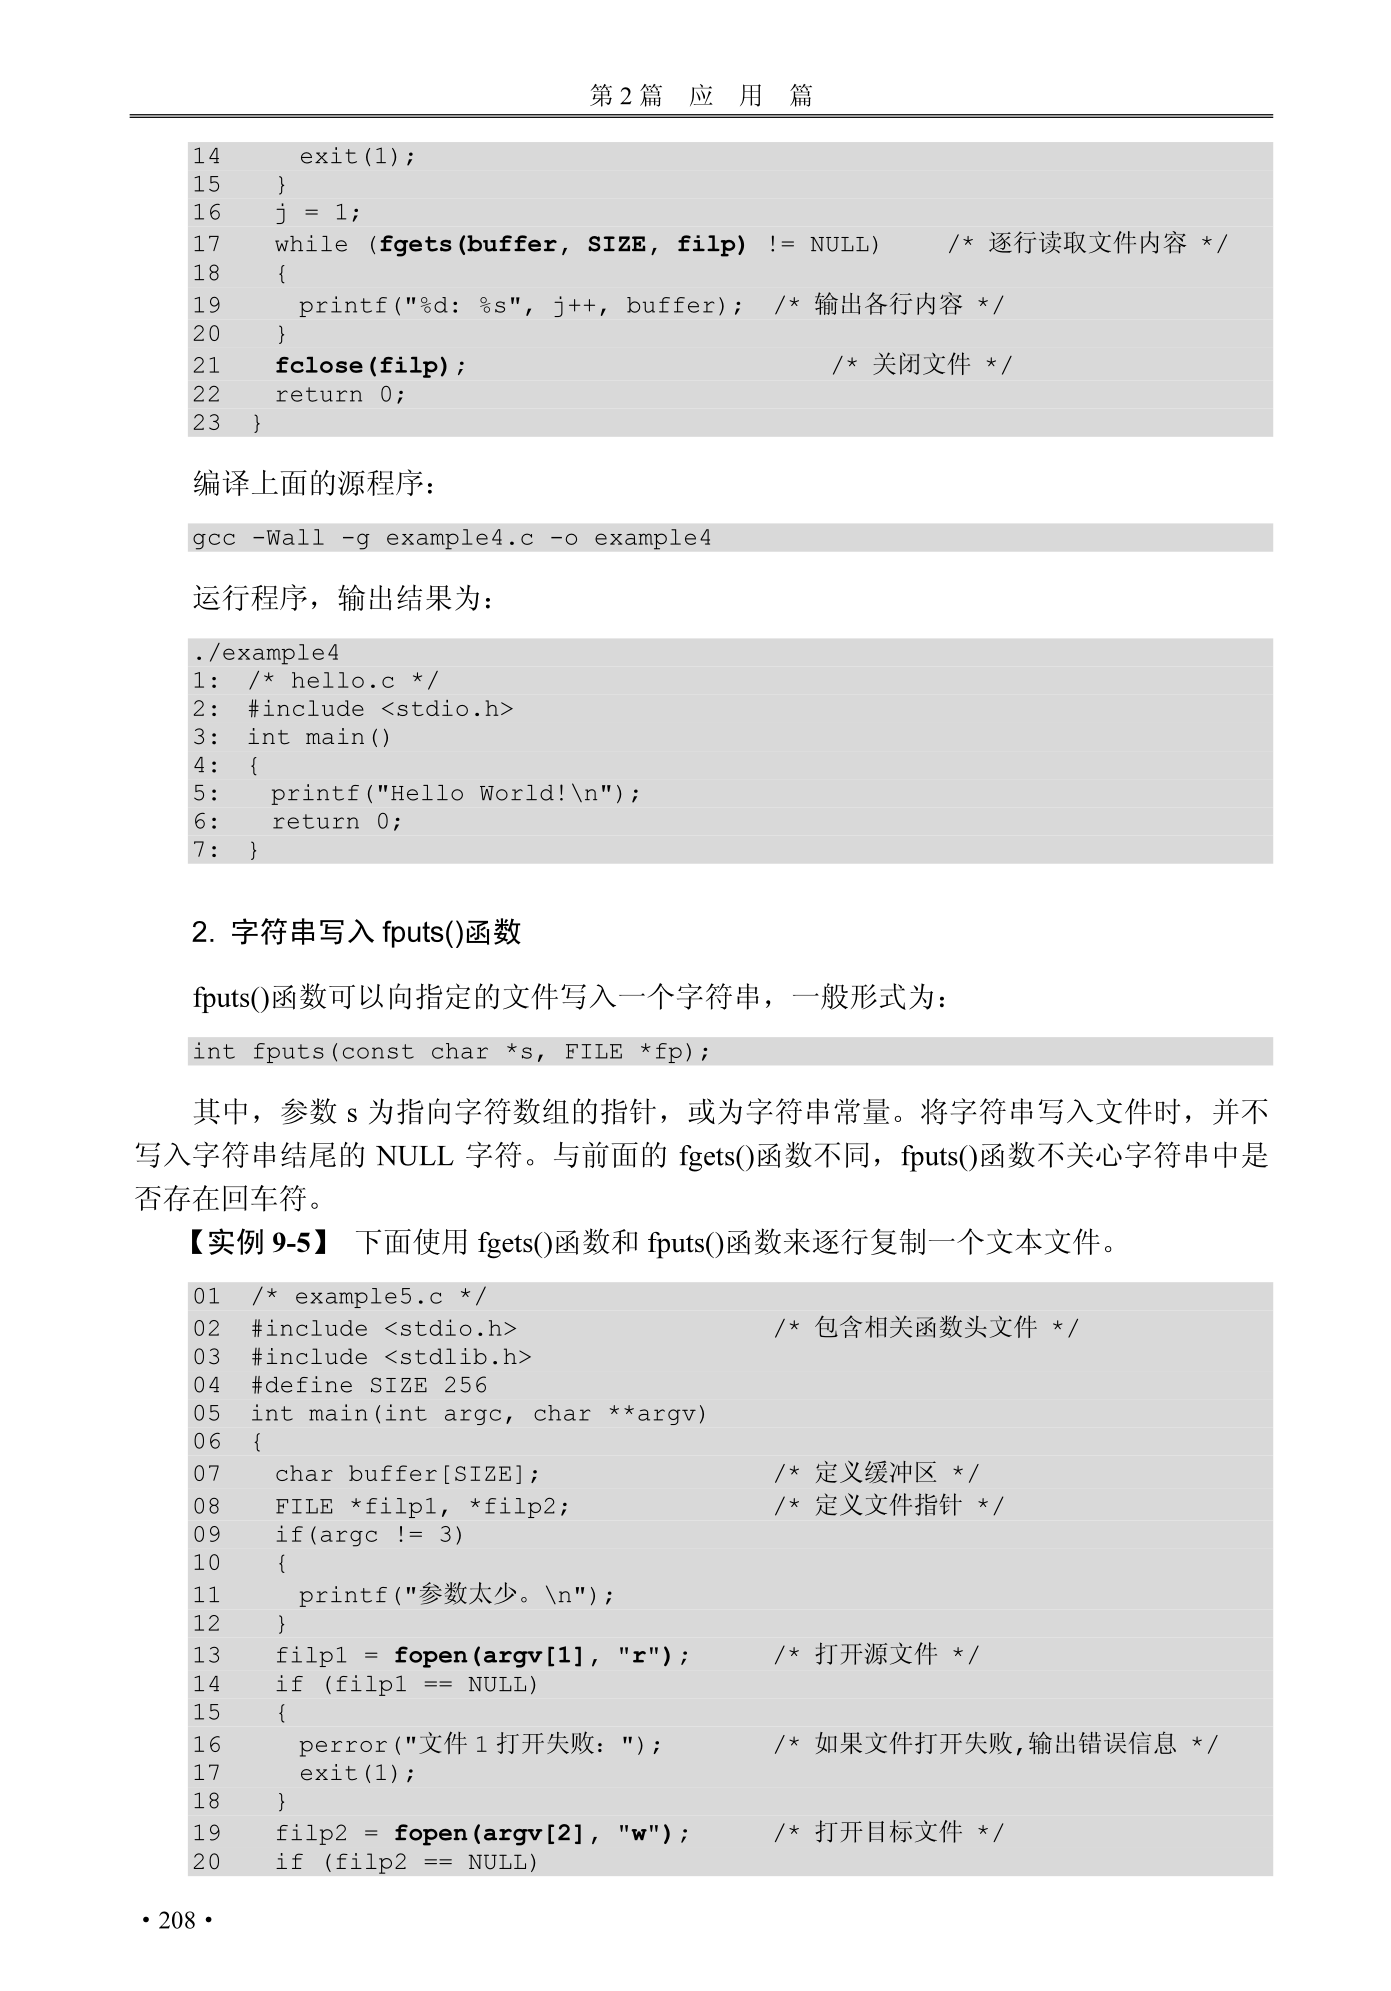 第 2 篇 应 用 篇
14 exit(1);
15 }
16 j = 1;
17 while (fgets(buffer, SIZE, filp) != NULL) /* 逐行读取文件内容 */
18 {
19 printf("%d: %s", j++, buffer); /* 输出各行内容 */
20 }
21 fclose(filp); /* 关闭文件 */
22 return 0;
23 }
编译上面的源程序：
gcc -Wall -g example4.c -o example4
运行程序，输出结果为：
./example4
1: /* hello.c */
2: #include <stdio.h>
3: int main()
4: {
5: printf("Hello World!\n");
6: return 0;
7: }
2. 字符串写入 fputs()函数
fputs()函数可以向指定的文件写入一个字符串，一般形式为：
int fputs(const char *s, FILE *fp);
其中，参数 s 为指向字符数组的指针，或为字符串常量。将字符串写入文件时，并不
写入字符串结尾的 NULL 字符。与前面的 fgets()函数不同，fputs()函数不关心字符串中是
否存在回车符。
【实例 9-5】 下面使用 fgets()函数和 fputs()函数来逐行复制一个文本文件。
01 /* example5.c */
02 #include <stdio.h> /* 包含相关函数头文件 */
03 #include <stdlib.h>
04 #define SIZE 256
05 int main(int argc, char **argv)
06 {
07 char buffer[SIZE]; /* 定义缓冲区 */
08 FILE *filp1, *filp2; /* 定义文件指针 */
09 if(argc != 3)
10 {
11 printf("参数太少。\n");
12 }
13 filp1 = fopen(argv[1], "r"); /* 打开源文件 */
14 if (filp1 == NULL)
15 {
16 perror("文件 1 打开失败："); /* 如果文件打开失败,输出错误信息 */
17 exit(1);
18 }
19 filp2 = fopen(argv[2], "w"); /* 打开目标文件 */
20 if (filp2 == NULL)
• 208 •